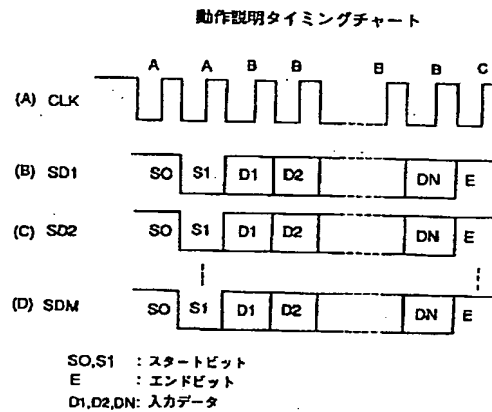 動作説明タイミングチャート
A A B B B B C
(A) CLK
(B) SD1 SO S1 D1 D2 DN E
(C) SD2 SO S1 D1 D2 DN E
(D) SDM SO S1 D1 D2 DN E
SO,S1 : スタートビット
E : エンドビット
D1,D2,DN: 入力データ